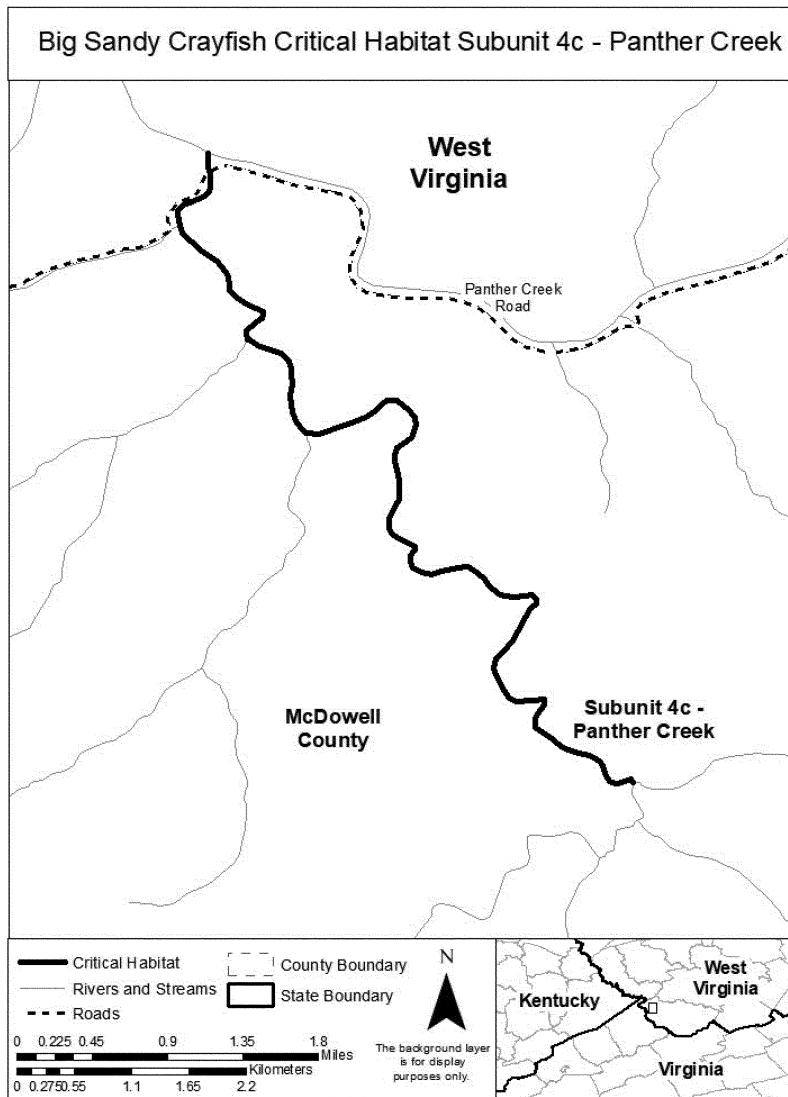 Big Sandy Crayfish Critical Habitat Subunit 4c - Panther Creek
West
Virginia
Panther Creek
Road
McDowell
County
Subunit 4c -
Panther Creek
Critical Habitat
Rivers and Streams
Roads
County Boundary
State Boundary
0 0.225 0.45 0.9 1.35 1.8
Miles
Kilometers
0 0.275 0.55 1.1 1.65 2.2
N
The background layer
is for display
purposes only.
Kentucky
West
Virginia
Virginia